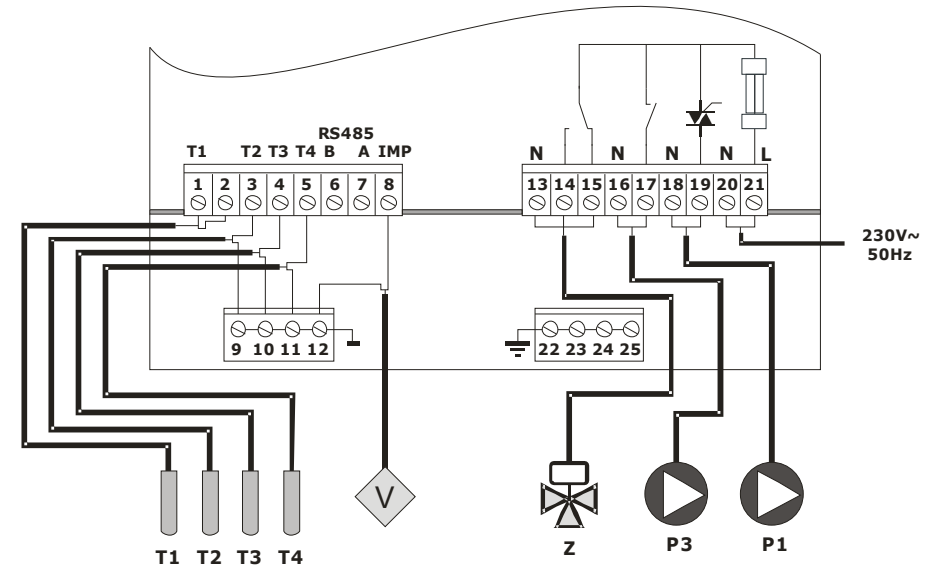 RS485
T1 T2 T3 T4 B A IMP
1 2 3 4 5 6 7 8
N N N N L
13 14 15 16 17 18 19 20 21
230V~
50Hz
9 10 11 12
22 23 24 25
V
T1 T2 T3 T4
Z
P3
P1